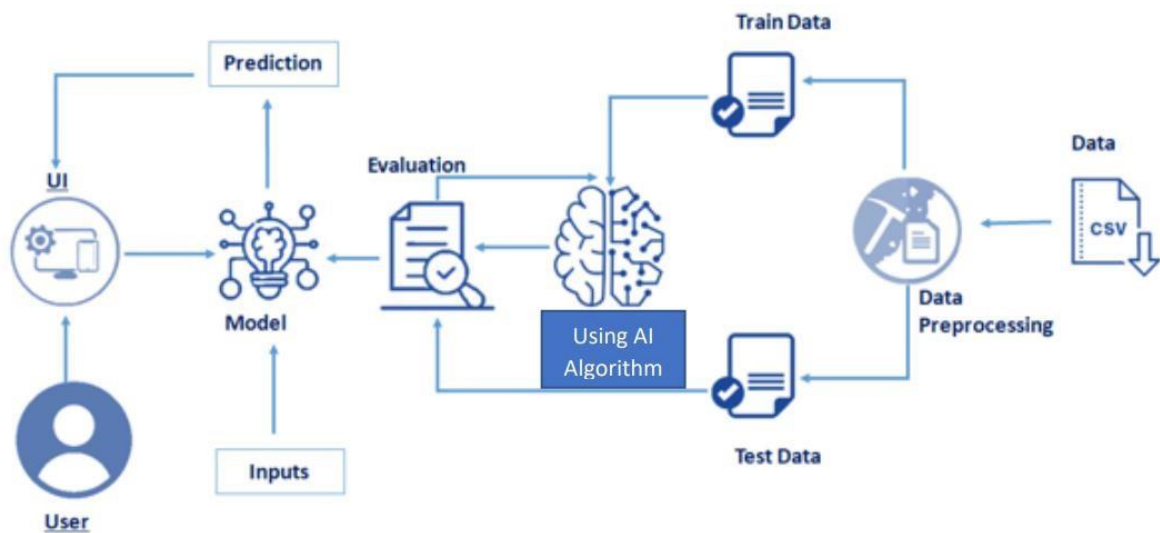 Train Data
Prediction
Data
Evaluation
UI
CSV
Data
Preprocessing
Model
Using AI
Algorithm
Inputs
Test Data
User